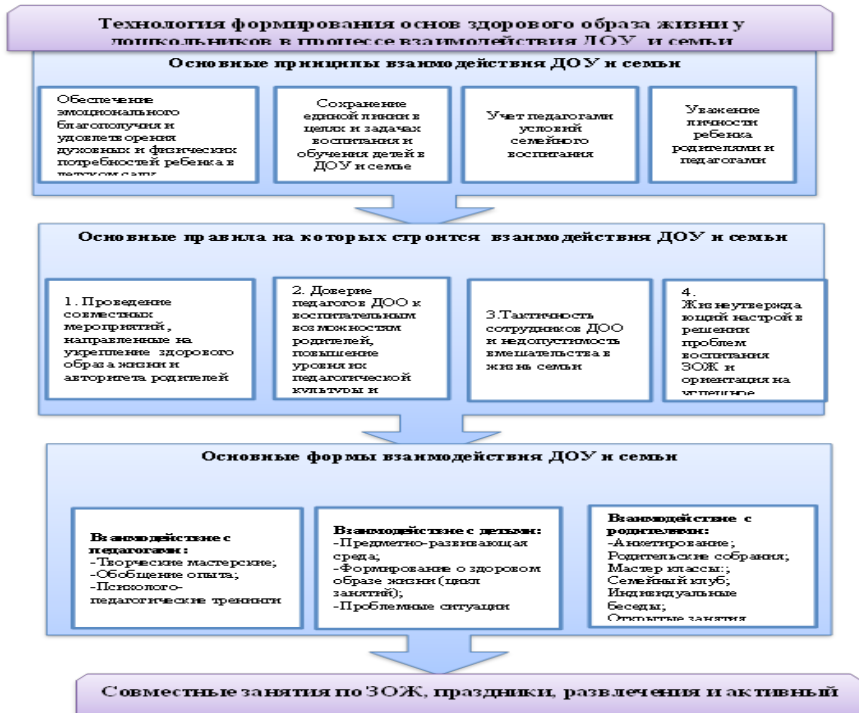 Технология формирования основ здорового образа жизни у
дошкольников в процессе взаимодействия ДОУ и семьи
Основные принципы взаимодействия ДОУ и семьи
Обеспечение
эмоционального
благополучия и
удовлетворения
духовных и физических
потребностей ребенка в
детском саду
Сохранение
единой линии в
целях и задачах
воспитания и
обучения детей в
ДОУ и семье
Учет педагогами
условий
семейного
воспитания
Уважение
личности
ребенка
родителями и
педагогами
Основные правила на которых строится взаимодействия ДОУ и семьи
1. Проведение
совместных
мероприятий,
направленные на
укрепление здорового
образа жизни и
авторитета родителей
2. Доверие
педагогов ДОО к
воспитательным
возможностям
родителей,
повышение
уровня их
педагогической
культуры и
3.Тактичность
сотрудников ДОО
и недопустимость
вмешательства в
жизнь семьи
4.
Жизнеутвержда
ющий настрой в
решении
проблем
воспитания
ЗОЖ и
ориентация на
успешное
Основные формы взаимодействия ДОУ и семьи
Взаимодействие с
педагогами:
-Творческие мастерские;
-Обобщение опыта;
-Психолого-
педагогические тренинги
Взаимодействие с детьми:
-Предметно-развивающая
среда;
-Формирование о здоровом
образе жизни (цикл
занятий);
-Проблемные ситуации
Взаимодействие с
родителями:
-Анкетирование;
Родительские собрания;
Мастер классы:;
Семейный клуб;
Индивидуальные
беседы;
Открытые занятия
Совместные занятия по ЗОЖ, праздники, развлечения и активный